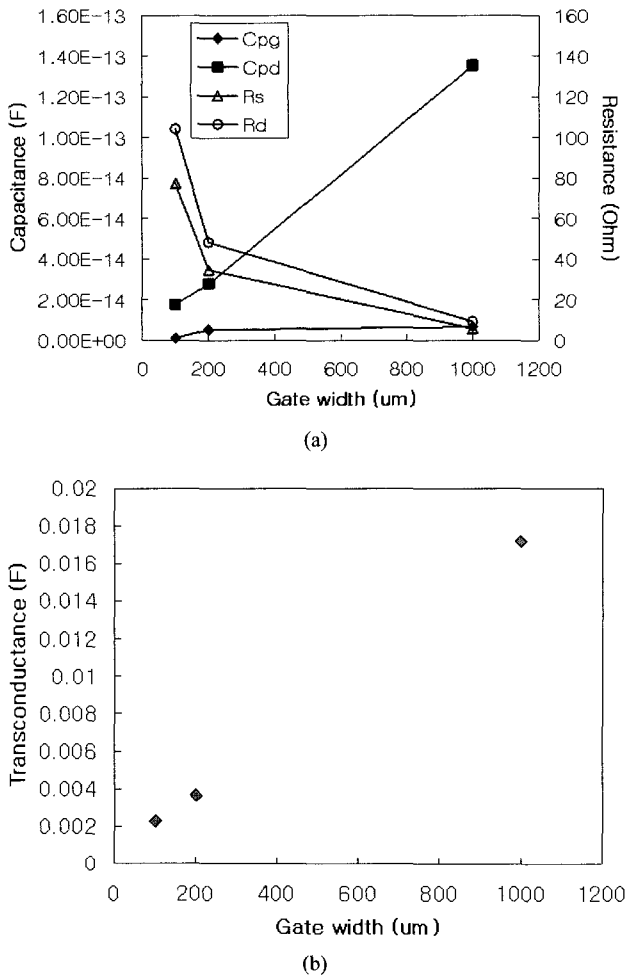 1.60E-13
1.40E-13
1.20E-13
1.00E-13
8.00E-14
6.00E-14
4.00E-14
2.00E-14
0.00E+00
Capacitance (F)
Cpg
Cpd
Rs
Rd
160
140
120
100
80
60
40
20
0
Resistance (Ohm)
0 200 400 600 800 1000 1200
Gate width (um)
(a)
0.02
0.018
0.016
0.014
0.012
0.01
0.008
0.006
0.004
0.002
0
Transconductance (F)
0 200 400 600 800 1000 1200
Gate width (um)
(b)